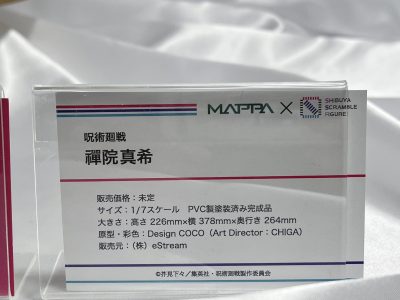 MAPPA × SHIBUYA SCRAMBLE FIGURE
呪術廻戦
禪院真希
販売価格：未定
サイズ：1/7スケール　PVC製塗装済み完成品
大きさ：高さ 226mm×横 378mm×奥行き 264mm
原型・彩色：Design COCO（Art Director：CHIGA）
販売元：（株）eStream
©芥見下々／集英社・呪術廻戦製作委員会